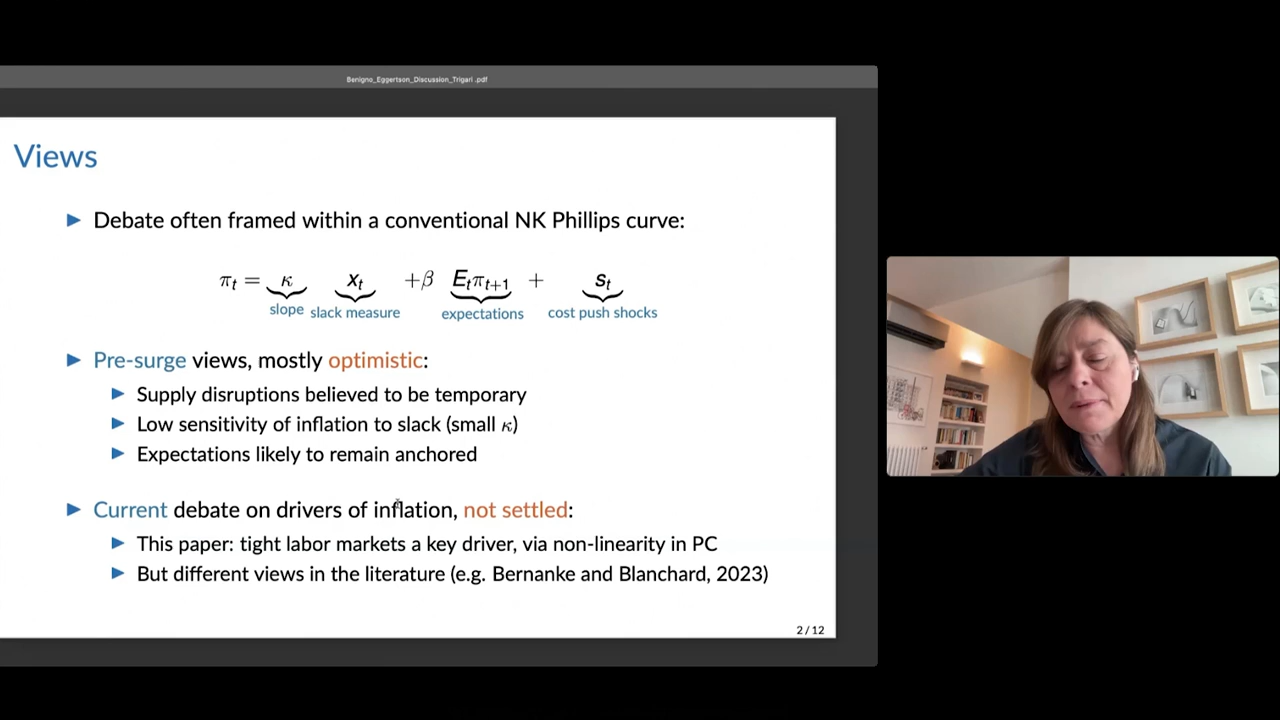 Benigno_Eggertson_Discussion_Trigari .pdf
Views
Debate often framed within a conventional NK Phillips curve:
πt = κ xt +β Etπt+1 + st
slope slack measure expectations cost push shocks
Pre-surge views, mostly optimistic:
Supply disruptions believed to be temporary
Low sensitivity of inflation to slack (small κ)
Expectations likely to remain anchored
Current debate on drivers of inflation, not settled:
This paper: tight labor markets a key driver, via non-linearity in PC
But different views in the literature (e.g. Bernanke and Blanchard, 2023)
2 / 12